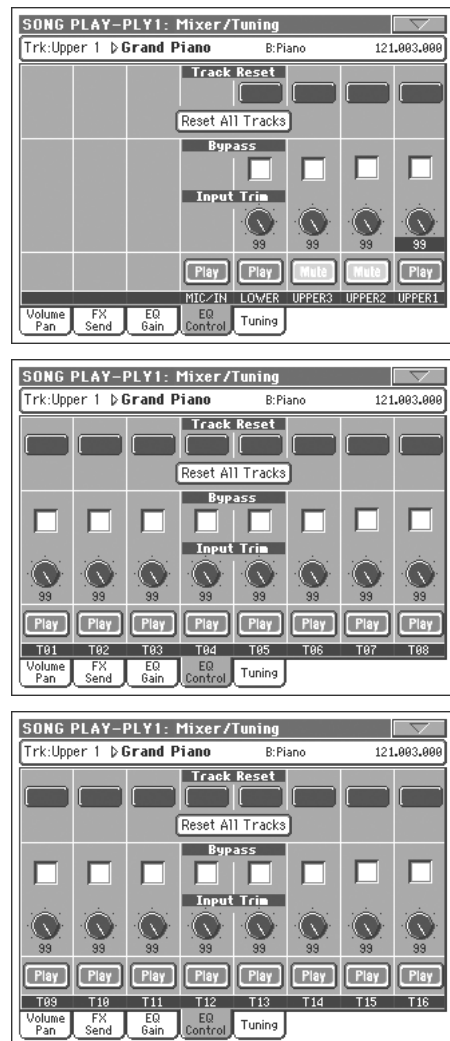 SONG PLAY-PLY1: Mixer/Tuning
Trk:Upper 1 Grand Piano B:Piano 121.003.000
Track Reset
Reset All Tracks
Bypass
Input Trim
99 99 99 99
Play Play Mute Mute Play
MIC/IN LOWER UPPER3 UPPER2 UPPER1
Volume Pan FX Send EQ Gain EQ Control Tuning
SONG PLAY-PLY1: Mixer/Tuning
Trk:Upper 1 Grand Piano B:Piano 121.003.000
Track Reset
Reset All Tracks
Bypass
Input Trim
99 99 99 99 99 99 99 99
Play Play Play Play Play Play Play Play
T01 T02 T03 T04 T05 T06 T07 T08
Volume Pan FX Send EQ Gain EQ Control Tuning
SONG PLAY-PLY1: Mixer/Tuning
Trk:Upper 1 Grand Piano B:Piano 121.003.000
Track Reset
Reset All Tracks
Bypass
Input Trim
99 99 99 99 99 99 99 99
Play Play Play Play Play Play Play Play
T09 T10 T11 T12 T13 T14 T15 T16
Volume Pan FX Send EQ Gain EQ Control Tuning